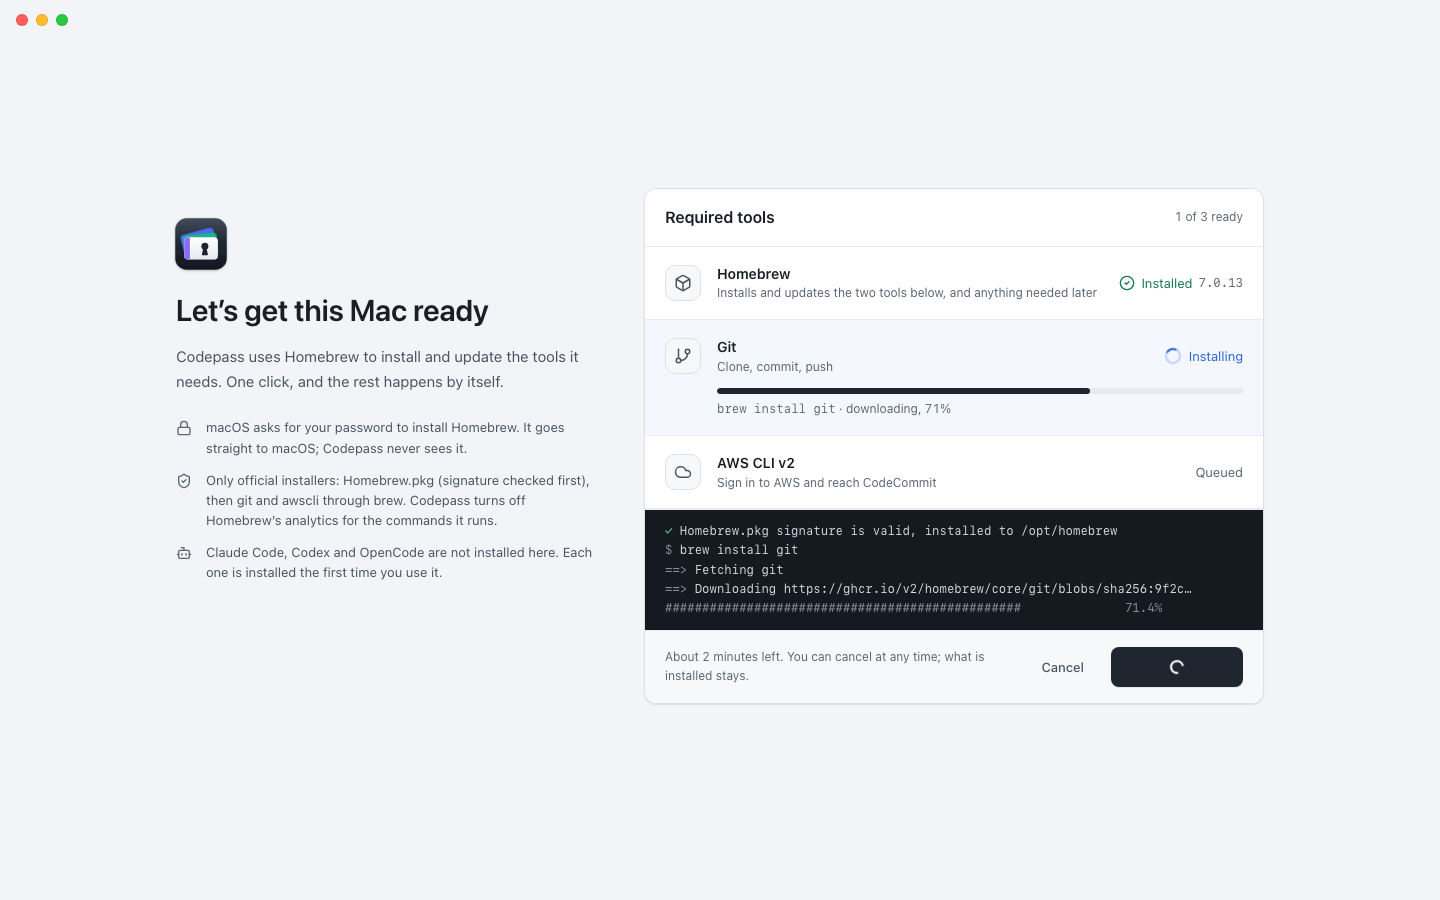 Let’s get this Mac ready
Codepass uses Homebrew to install and update the tools it
needs. One click, and the rest happens by itself.
macOS asks for your password to install Homebrew. It goes
straight to macOS; Codepass never sees it.
Only official installers: Homebrew.pkg (signature checked first),
then git and awscli through brew. Codepass turns off
Homebrew’s analytics for the commands it runs.
Claude Code, Codex and OpenCode are not installed here. Each
one is installed the first time you use it.
Required tools
1 of 3 ready
Homebrew
Installs and updates the two tools below, and anything needed later
Installed 7.0.13
Git
Clone, commit, push
Installing
brew install git · downloading, 71%
AWS CLI v2
Sign in to AWS and reach CodeCommit
Queued
✓ Homebrew.pkg signature is valid, installed to /opt/homebrew
$ brew install git
==> Fetching git
==> Downloading https://ghcr.io/v2/homebrew/core/git/blobs/sha256:9f2c…
################################################ 71.4%
About 2 minutes left. You can cancel at any time; what is
installed stays.
Cancel